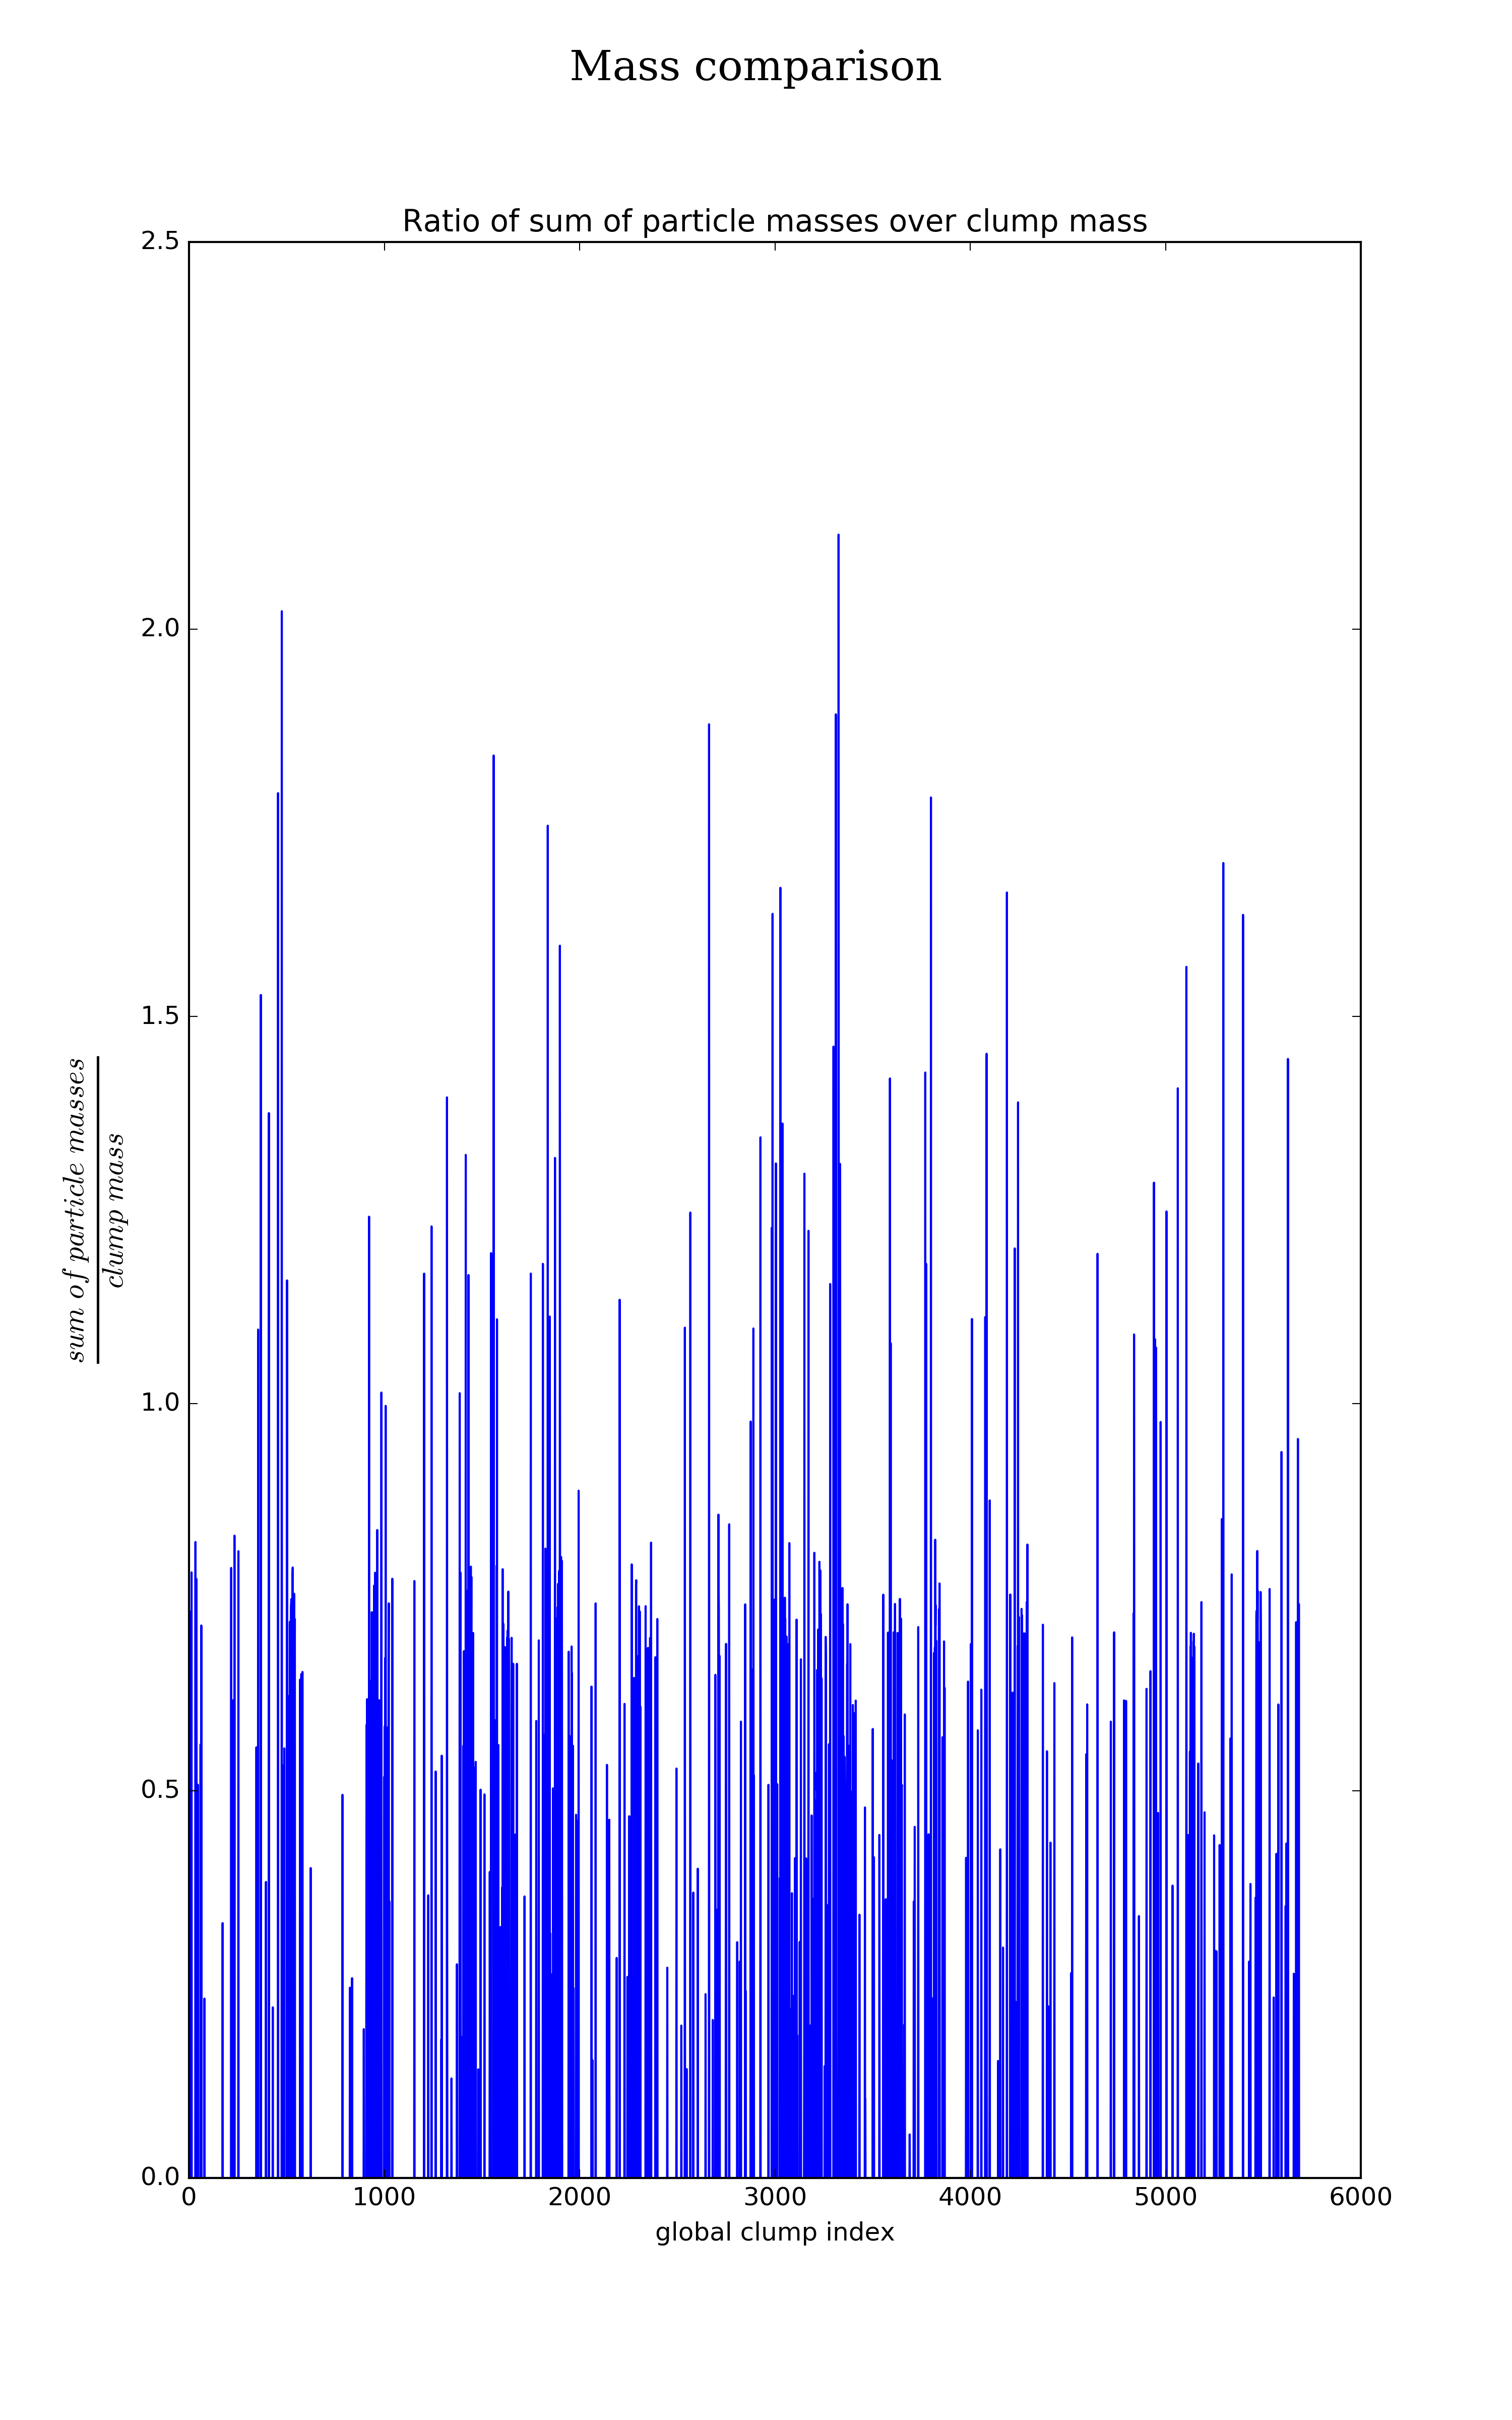 Mass comparison
Ratio of sum of particle masses over clump mass
2.5
2.0
1.5
1.0
0.5
0.0
sum of particle masses
clump mass
0 1000 2000 3000 4000 5000 6000
global clump index